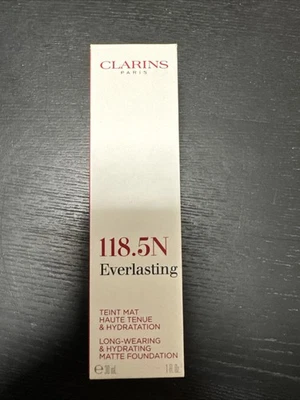 CLARINS
PARIS
118.5N
Everlasting
TEINT MAT
HAUTE TENUE
& HYDRATATION
LONG-WEARING
& HYDRATING
MATTE FOUNDATION
℮ 30 mL 1 Fl. Oz.